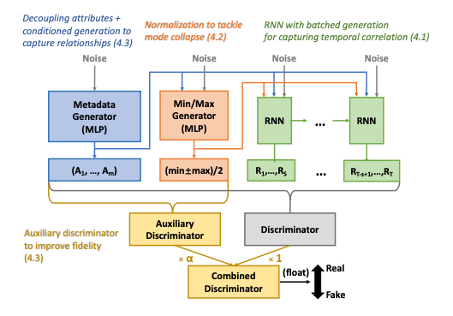 Decoupling attributes +
conditioned generation to
capture relationships (4.3)
Normalization to tackle
mode collapse (4.2)
RNN with batched generation
for capturing temporal correlation (4.1)
Noise
Noise
Noise
Noise
Metadata
Generator
(MLP)
Min/Max
Generator
(MLP)
RNN
...
RNN
(A1, ..., Am)
(min±max)/2
R1,...,RS
...
RT-s+1,...,RT
Auxiliary discriminator
to improve fidelity
(4.3)
Auxiliary
Discriminator
Discriminator
× α
× 1
Combined
Discriminator
(float)
Real
Fake